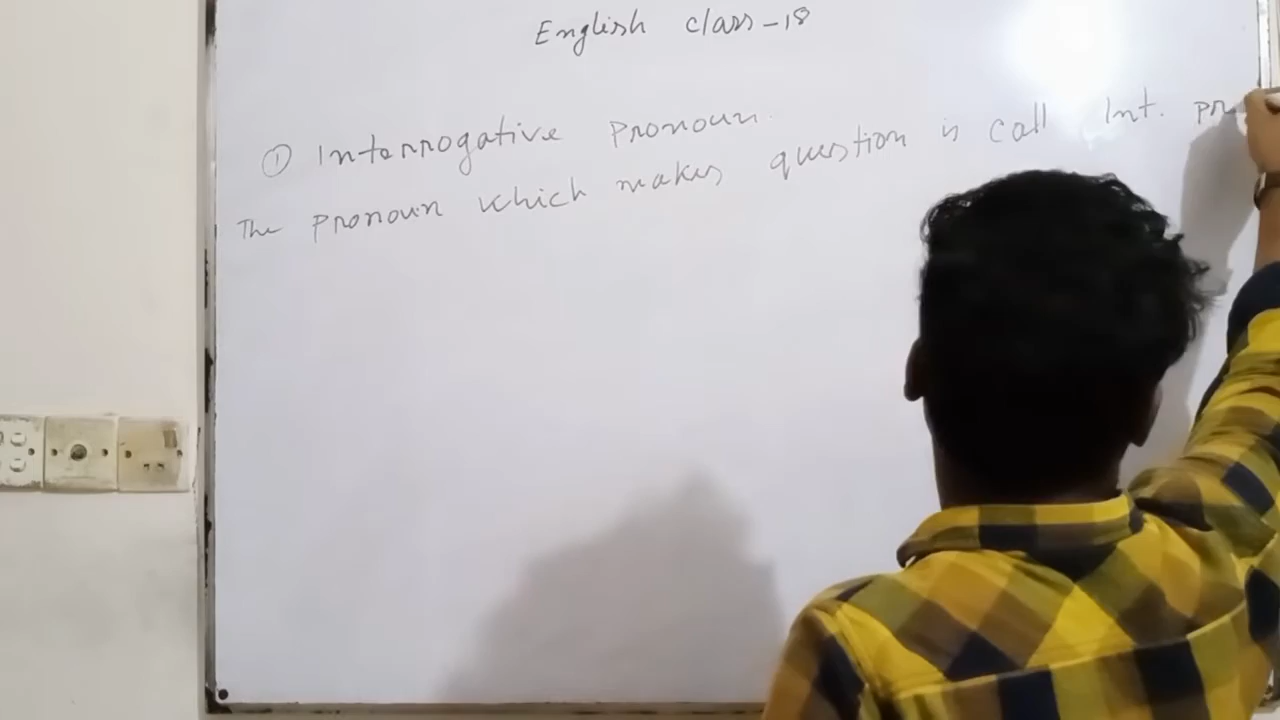 English class-18
① Interrogative Pronoun.
The Pronoun which makes question is call Int. pr